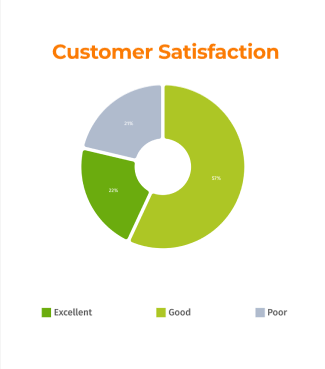 Customer Satisfaction
21%
57%
22%
Excellent
Good
Poor